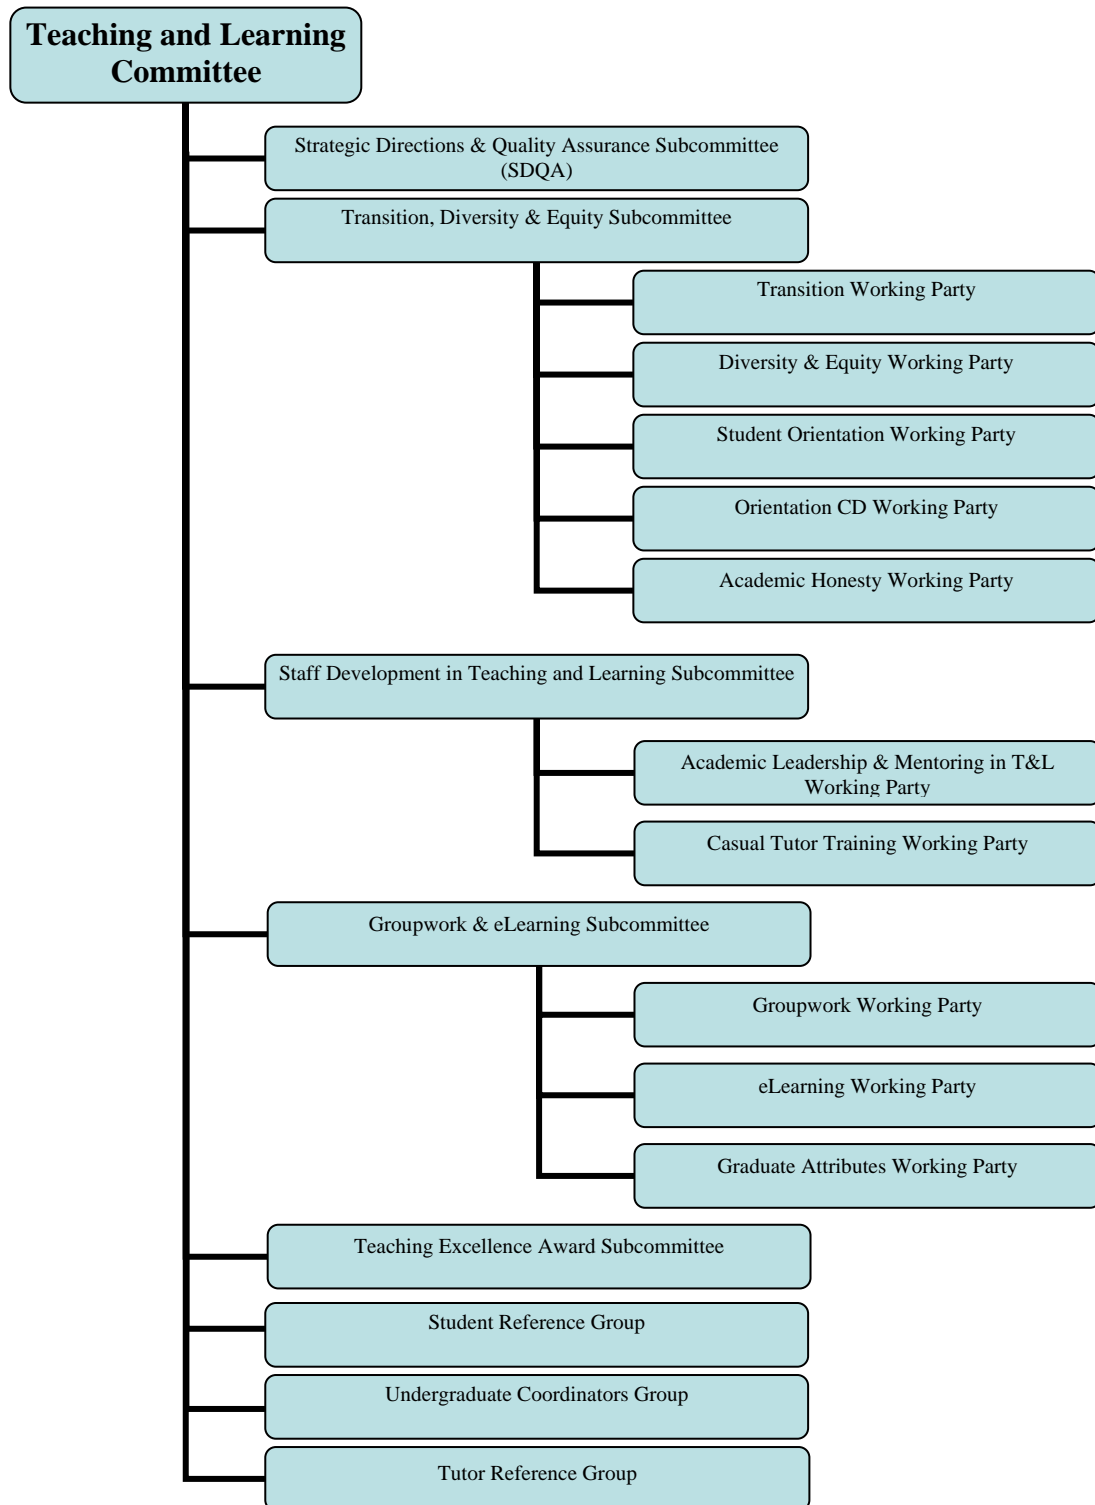 Teaching and Learning
Committee
Strategic Directions & Quality Assurance Subcommittee
(SDQA)
Transition, Diversity & Equity Subcommittee
Transition Working Party
Diversity & Equity Working Party
Student Orientation Working Party
Orientation CD Working Party
Academic Honesty Working Party
Staff Development in Teaching and Learning Subcommittee
Academic Leadership & Mentoring in T&L
Working Party
Casual Tutor Training Working Party
Groupwork & eLearning Subcommittee
Groupwork Working Party
eLearning Working Party
Graduate Attributes Working Party
Teaching Excellence Award Subcommittee
Student Reference Group
Undergraduate Coordinators Group
Tutor Reference Group